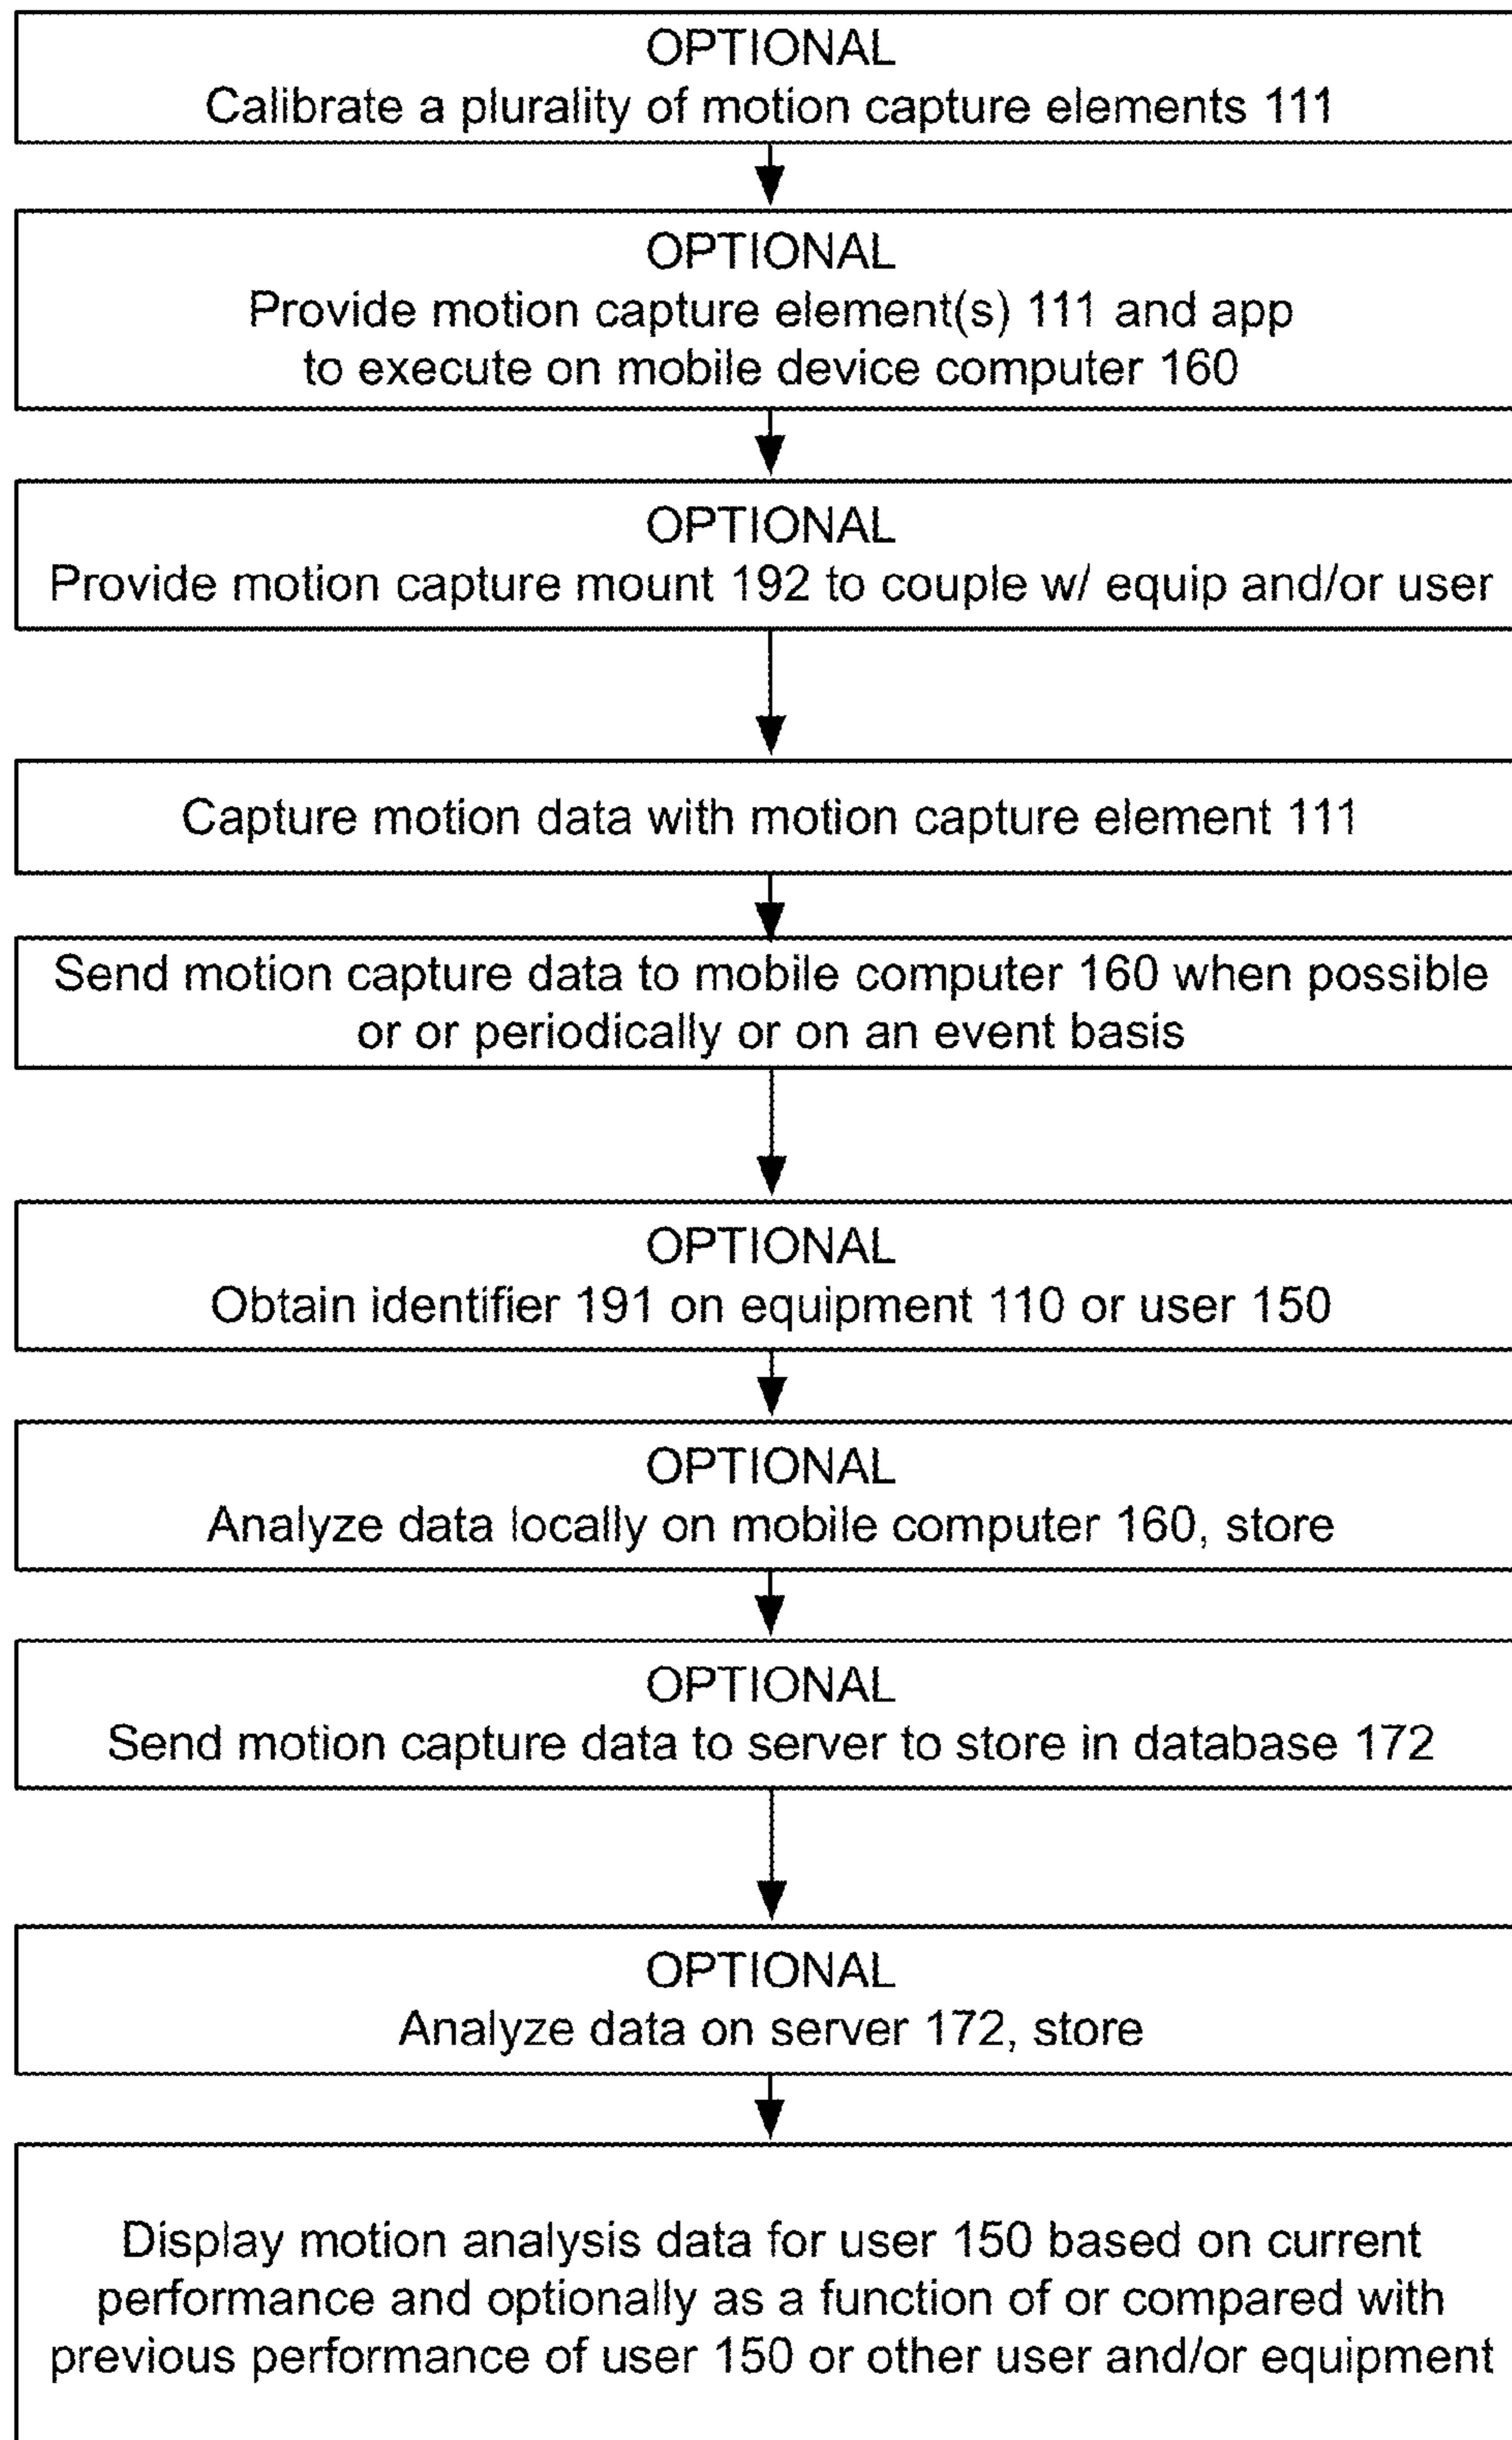 OPTIONAL
Calibrate a plurality of motion capture elements 111
OPTIONAL
Provide motion capture element(s) 111 and app
to execute on mobile device computer 160
OPTIONAL
Provide motion capture mount 192 to couple w/ equip and/or user
Capture motion data with motion capture element 111
Send motion capture data to mobile computer 160 when possible
or or periodically or on an event basis
OPTIONAL
Obtain identifier 191 on equipment 110 or user 150
OPTIONAL
Analyze data locally on mobile computer 160, store
OPTIONAL
Send motion capture data to server to store in database 172
OPTIONAL
Analyze data on server 172, store
Display motion analysis data for user 150 based on current
performance and optionally as a function of or compared with
previous performance of user 150 or other user and/or equipment